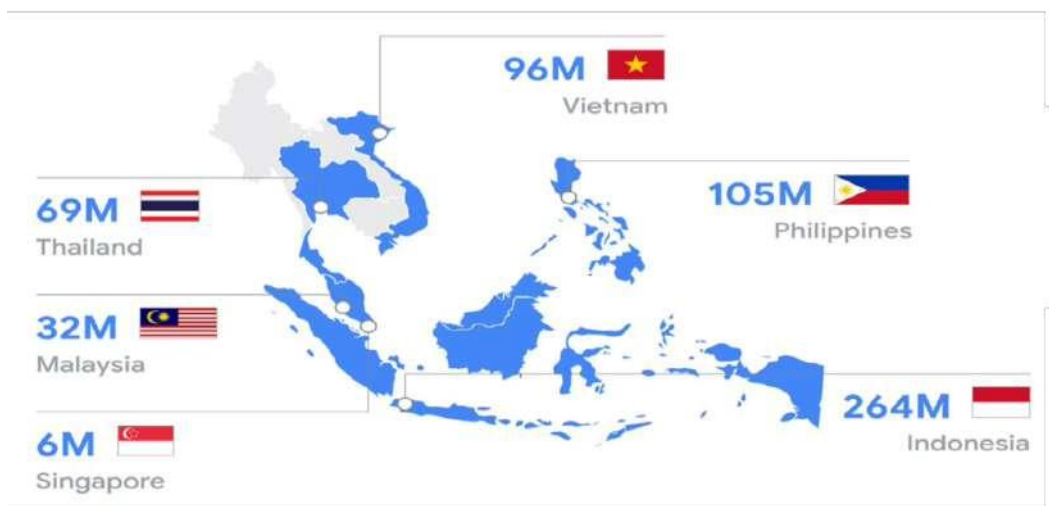 96M
Vietnam
69M
Thailand
105M
Philippines
32M
Malaysia
264M
Indonesia
6M
Singapore